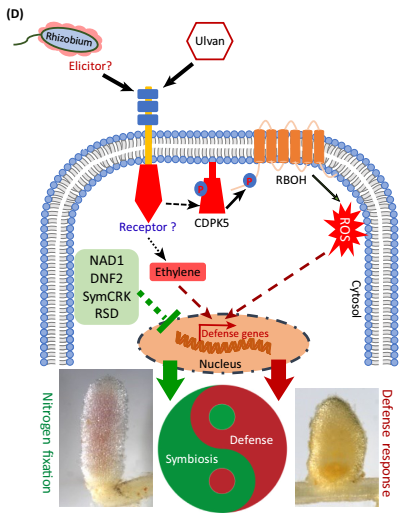 (D)
Rhizobium
Ulvan
Elicitor?
P
P
RBOH
CDPK5
Receptor ?
ROS
NAD1
DNF2
SymCRK
RSD
Ethylene
Cytosol
Defense genes
Nucleus
Nitrogen fixation
Defense
Symbiosis
Defense response